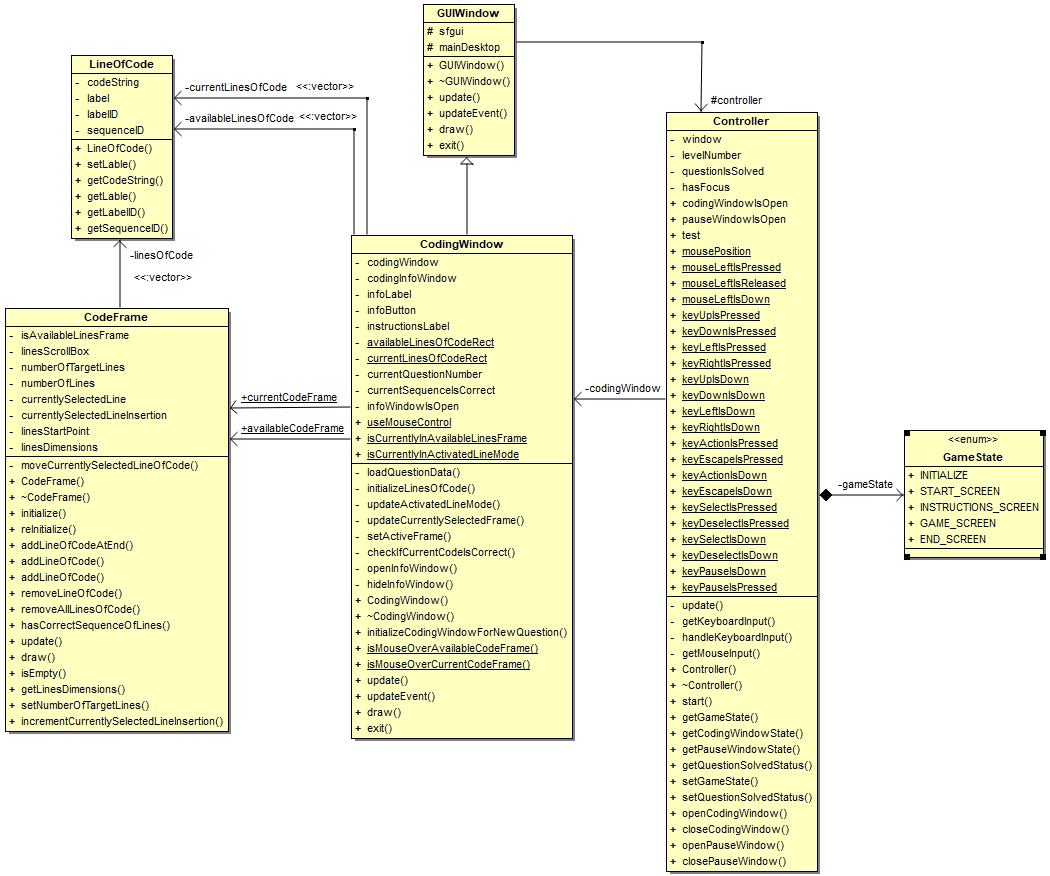 GUIWindow
# sfgui
# mainDesktop
+ GUIWindow()
+ ~GUIWindow()
+ update()
+ updateEvent()
+ draw()
+ exit()
LineOfCode
- codeString
- label
- labelID
- sequenceID
+ LineOfCode()
+ setLable()
+ getCodeString()
+ getLable()
+ getLabelID()
+ getSequenceID()
-currentLinesOfCode <<:vector>>
-availableLinesOfCode <<:vector>>
#controller
-linesOfCode
<<:vector>>
CodeFrame
- isAvailableLinesFrame
- linesScrollBox
- numberOfTargetLines
- numberOfLines
- currentlySelectedLine
- currentlySelectedLineInsertion
- linesStartPoint
- linesDimensions
- moveCurrentlySelectedLineOfCode()
+ CodeFrame()
+ ~CodeFrame()
+ initialize()
+ reInitialize()
+ addLineOfCodeAtEnd()
+ addLineOfCode()
+ addLineOfCode()
+ removeLineOfCode()
+ removeAllLinesOfCode()
+ hasCorrectSequenceOfLines()
+ update()
+ draw()
+ isEmpty()
+ getLinesDimensions()
+ setNumberOfTargetLines()
+ incrementCurrentlySelectedLineInsertion()
+currentCodeFrame
+availableCodeFrame
CodingWindow
- codingWindow
- codingInfoWindow
- infoLabel
- infoButton
- instructionsLabel
- availableLinesOfCodeRect
- currentLinesOfCodeRect
- currentQuestionNumber
- currentSequenceIsCorrect
- infoWindowIsOpen
+ useMouseControl
+ isCurrentlyInAvailableLinesFrame
+ isCurrentlyInActivatedLineMode
- loadQuestionData()
- initializeLinesOfCode()
- updateActivatedLineMode()
- updateCurrentlySelectedFrame()
- setActiveFrame()
- checkIfCurrentCodeIsCorrect()
- openInfoWindow()
- hideInfoWindow()
+ CodingWindow()
+ ~CodingWindow()
+ initializeCodingWindowForNewQuestion()
+ isMouseOverAvailableCodeFrame()
+ isMouseOverCurrentCodeFrame()
+ update()
+ updateEvent()
+ draw()
+ exit()
-codingWindow
Controller
- window
- levelNumber
- questionIsSolved
- hasFocus
+ codingWindowIsOpen
+ pauseWindowIsOpen
+ test
+ mousePosition
+ mouseLeftIsPressed
+ mouseLeftIsReleased
+ mouseLeftIsDown
+ keyUpIsPressed
+ keyDownIsPressed
+ keyLeftIsPressed
+ keyRightIsPressed
+ keyUpIsDown
+ keyDownIsDown
+ keyLeftIsDown
+ keyRightIsDown
+ keyActionIsPressed
+ keyEscapeIsPressed
+ keyActionIsDown
+ keyEscapeIsDown
+ keySelectIsPressed
+ keyDeselectIsPressed
+ keySelectIsDown
+ keyDeselectIsDown
+ keyPauseIsDown
+ keyPauseIsPressed
- update()
- getKeyboardInput()
- handleKeyboardInput()
- getMouseInput()
+ Controller()
+ ~Controller()
+ start()
+ getGameState()
+ getCodingWindowState()
+ getPauseWindowState()
+ getQuestionSolvedStatus()
+ setGameState()
+ setQuestionSolvedStatus()
+ openCodingWindow()
+ closeCodingWindow()
+ openPauseWindow()
+ closePauseWindow()
-gameState
<<enum>>
GameState
+ INITIALIZE
+ START_SCREEN
+ INSTRUCTIONS_SCREEN
+ GAME_SCREEN
+ END_SCREEN